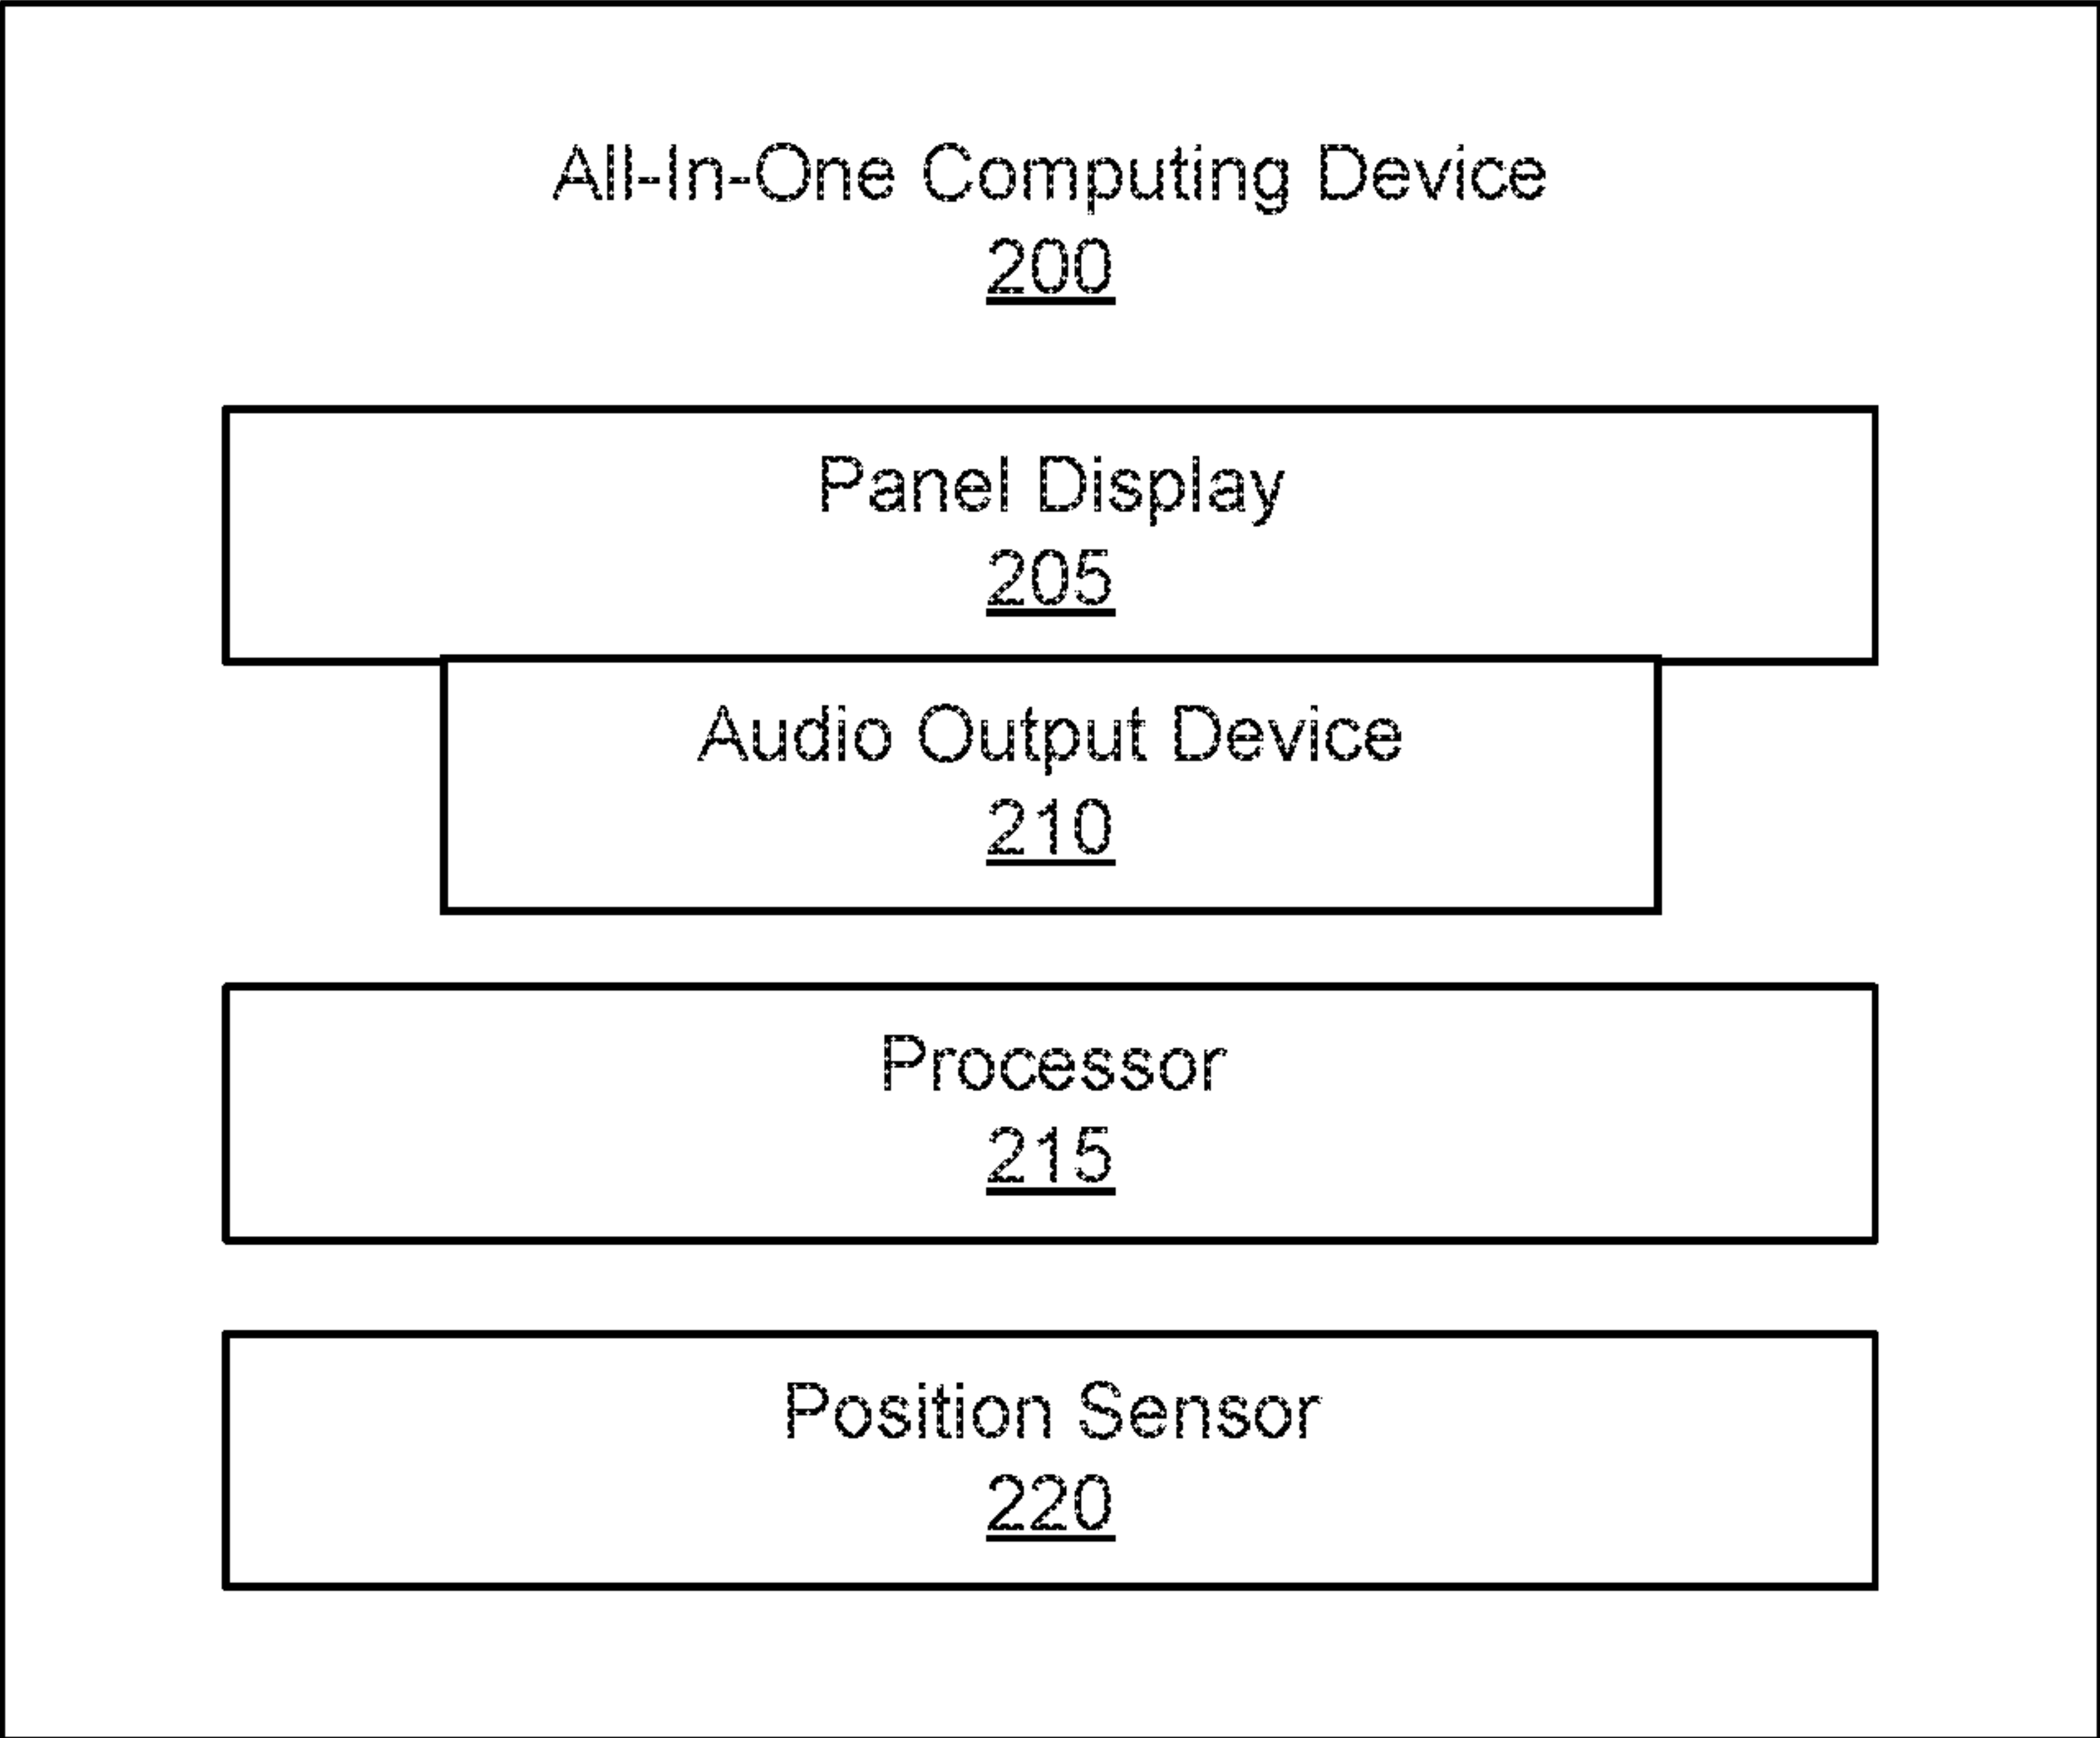 All-In-One Computing Device
200
Panel Display
205
Audio Output Device
210
Processor
215
Position Sensor
220